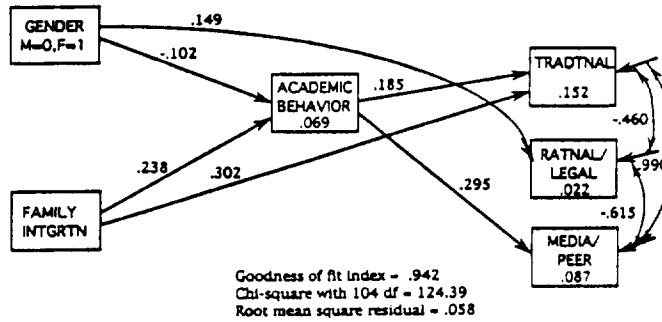 GENDER
M=0,F=1
.149
-.102
ACADEMIC
BEHAVIOR
.069
.185
TRADTNAL
.152
-.460
.238
.302
RATNAL/
LEGAL
.022
.990
FAMILY
INTGRTN
.295
-.615
MEDIA/
PEER
.087
Goodness of fit index = .942
Chi-square with 104 df = 124.39
Root mean square residual = .058